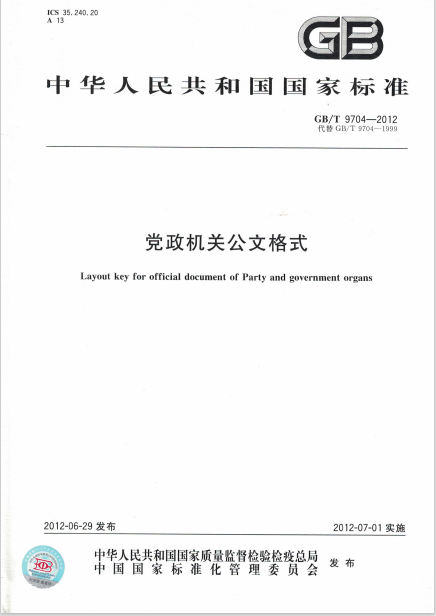 ICS 35.240.20
A 13
GB
中华人民共和国国家标准
GB/T 9704—2012
代替 GB/T 9704—1999
党政机关公文格式
Layout key for official document of Party and government organs
2012-06-29 发布
2012-07-01 实施
中华人民共和国国家质量监督检验检疫总局
中国国家标准化管理委员会
发布